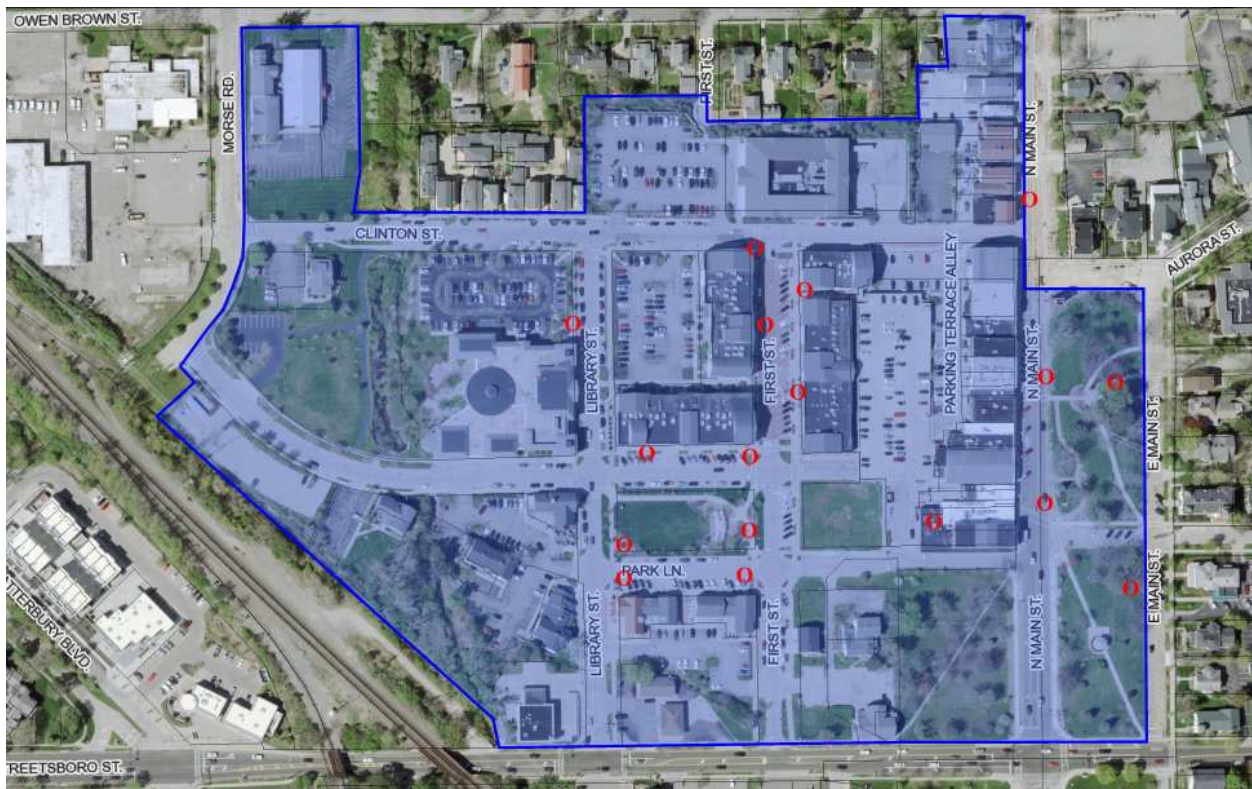 OWEN BROWN ST.
MORSE RD.
FIRST ST.
N MAIN ST.
CLINTON ST.
AURORA ST.
O
O
O
O
O
LIBRARY ST.
FIRST ST.
PARKING TERRACE ALLEY
N MAIN ST.
O
O
O
E MAIN ST.
O
O
O
O
O
O
PARK LN.
O
O
O
E MAIN ST.
LIBRARY ST.
FIRST ST.
N MAIN ST.
NTERBURY BLVD.
TREETSBORO ST.